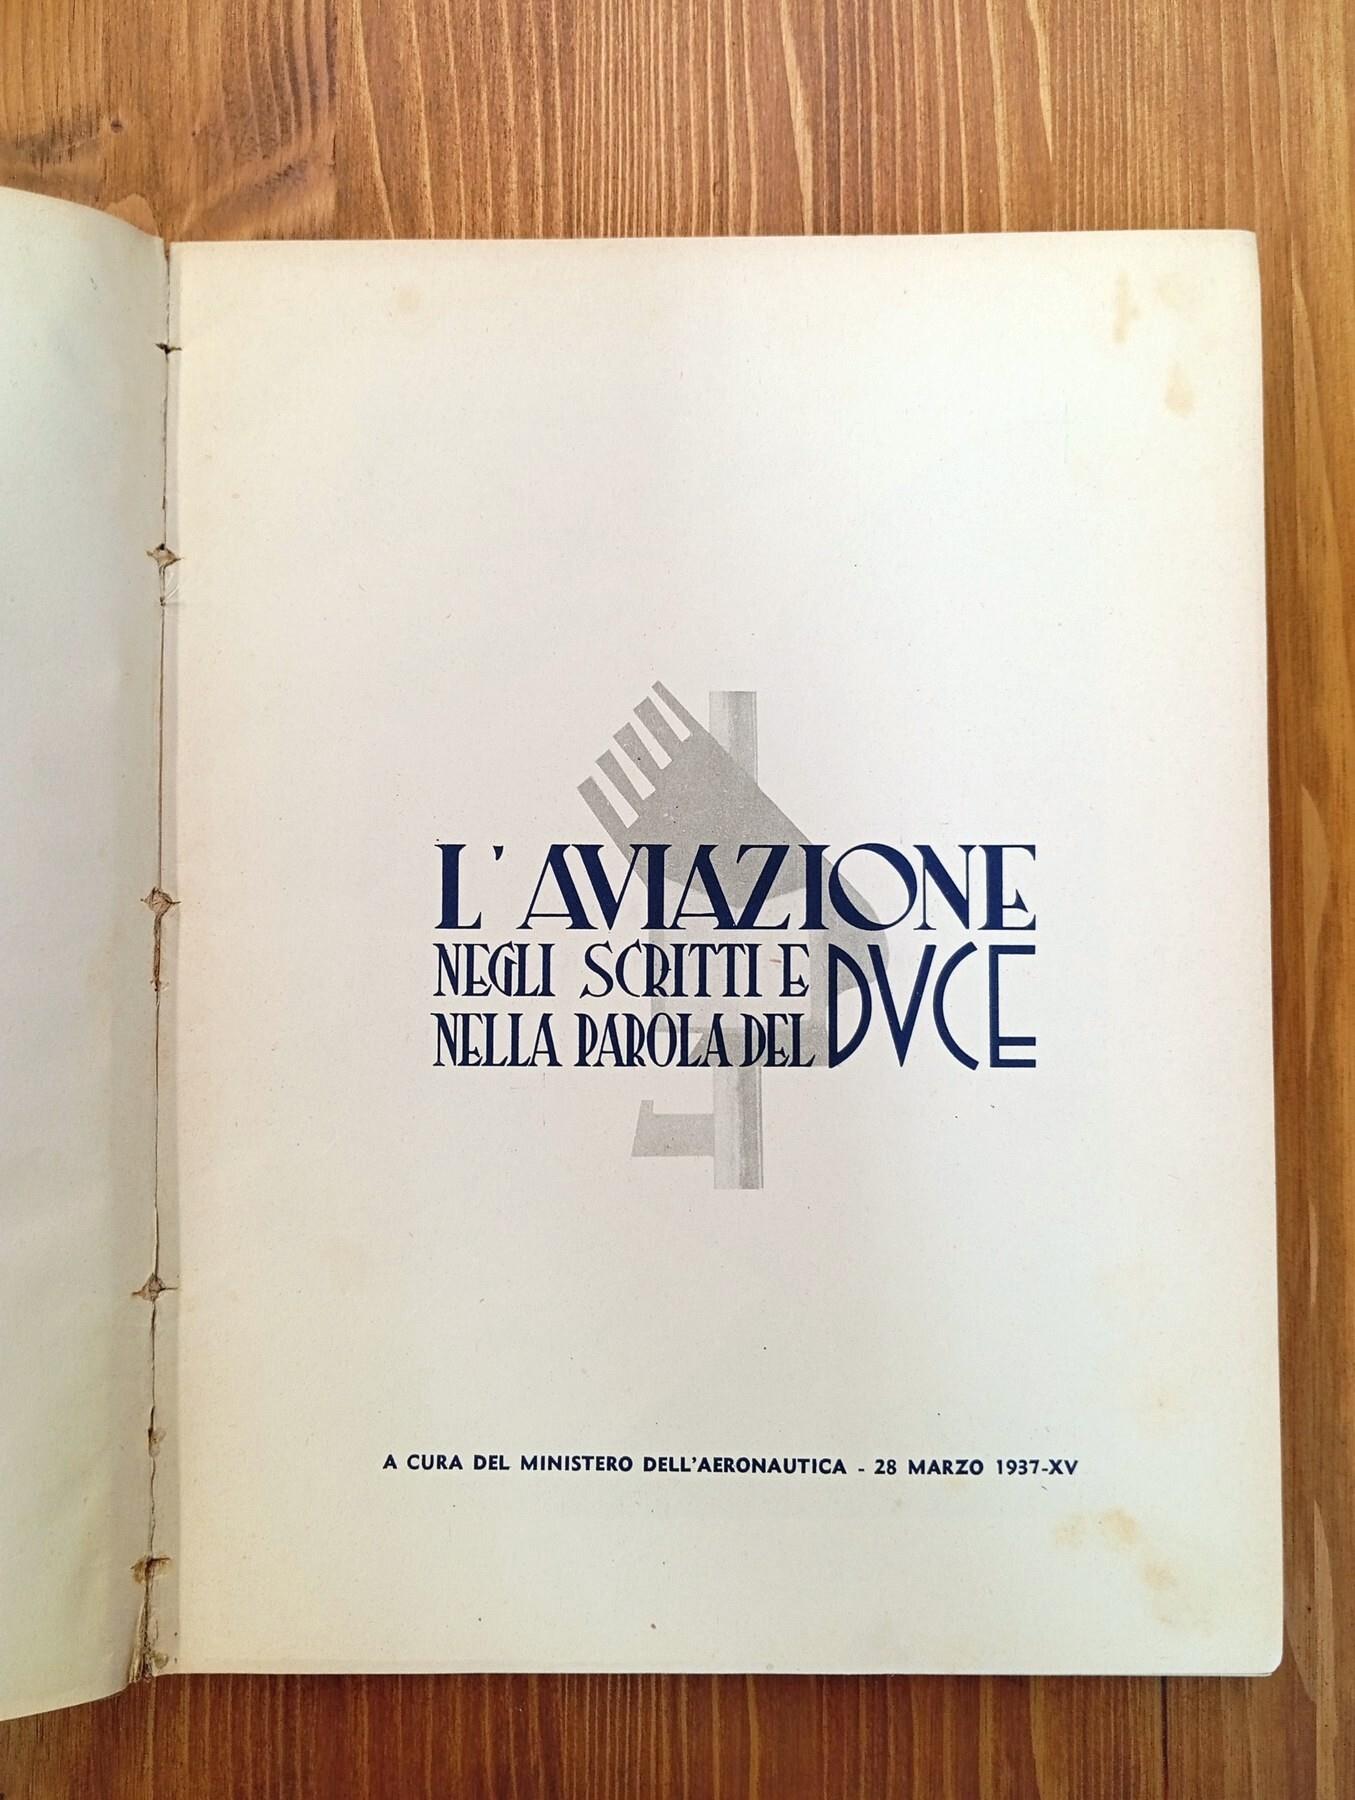 L'AVIAZIONE
NEGLI SCRITTI E
NELLA PAROLA DEL DVCE
A CURA DEL MINISTERO DELL'AERONAUTICA - 28 MARZO 1937-XV